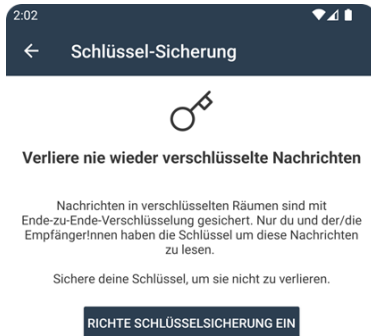 2:02
Schlüssel-Sicherung
Verliere nie wieder verschlüsselte Nachrichten
Nachrichten in verschlüsselten Räumen sind mit
Ende-zu-Ende-Verschlüsselung gesichert. Nur du und der/die
Empfänger!nnen haben die Schlüssel um diese Nachrichten
zu lesen.
Sichere deine Schlüssel, um sie nicht zu verlieren.
RICHTE SCHLÜSSELSICHERUNG EIN